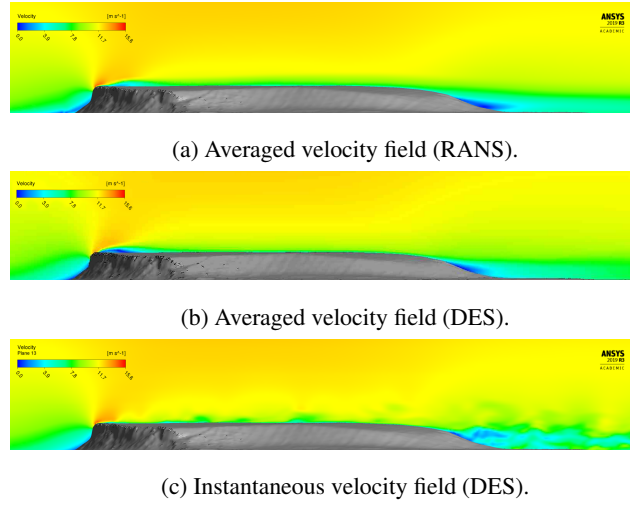 Velocity
[m s^-1]
0.0 3.9 7.8 11.7 15.6
ANSYS
2019 R3
ACADEMIC
(a) Averaged velocity field (RANS).
Velocity
[m s^-1]
0.0 3.9 7.8 11.7 15.6
(b) Averaged velocity field (DES).
Velocity
Plane 13
[m s^-1]
0.0 3.9 7.8 11.7 15.6
ANSYS
2019 R3
ACADEMIC
(c) Instantaneous velocity field (DES).